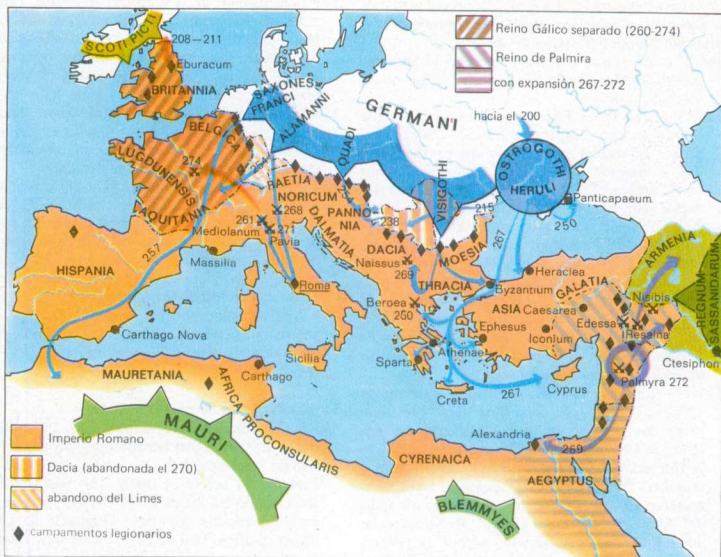 Reino Gálico separado (260-274)
Reino de Palmira
con expansión 267-272
SCOTI PICTI
208—211
Eburacum
BRITANNIA
SAXONES
FRANCI
ALAMANNI
GERMANI
hacia el 200
OSTROGOTHI
HERULI
Panticapaeum
250
BELGICA
LUGDUNENSIS
274
AQUITANIA
QUADI
VISIGOTHI
215
RAETIA
NORICUM
268
PANNO-
NIA
238
261
271
Mediolanum
Pavia
DALMATIA
DACIA
MOESIA
267
Naissus
269
257
HISPANIA
Massilia
Roma
THRACIA
Heraclea
Byzantium
GALATIA
ARMENIA
REGNUM
SASSANIDARUM
Beroea
250
ASIA
Caesarea
Nisibis
Edessa
Resaina
Ephesus
Iconium
Athenae
Sparta
Ctesiphon
Carthago Nova
Sicilia
Carthago
Creta
267
Cyprus
Palmyra 272
MAURETANIA
AFRICA
PROCONSULARIS
MAURI
Alexandria
269
CYRENAICA
AEGYPTUS
BLEMMYES
Imperio Romano
Dacia (abandonada el 270)
abandono del Limes
campamentos legionarios